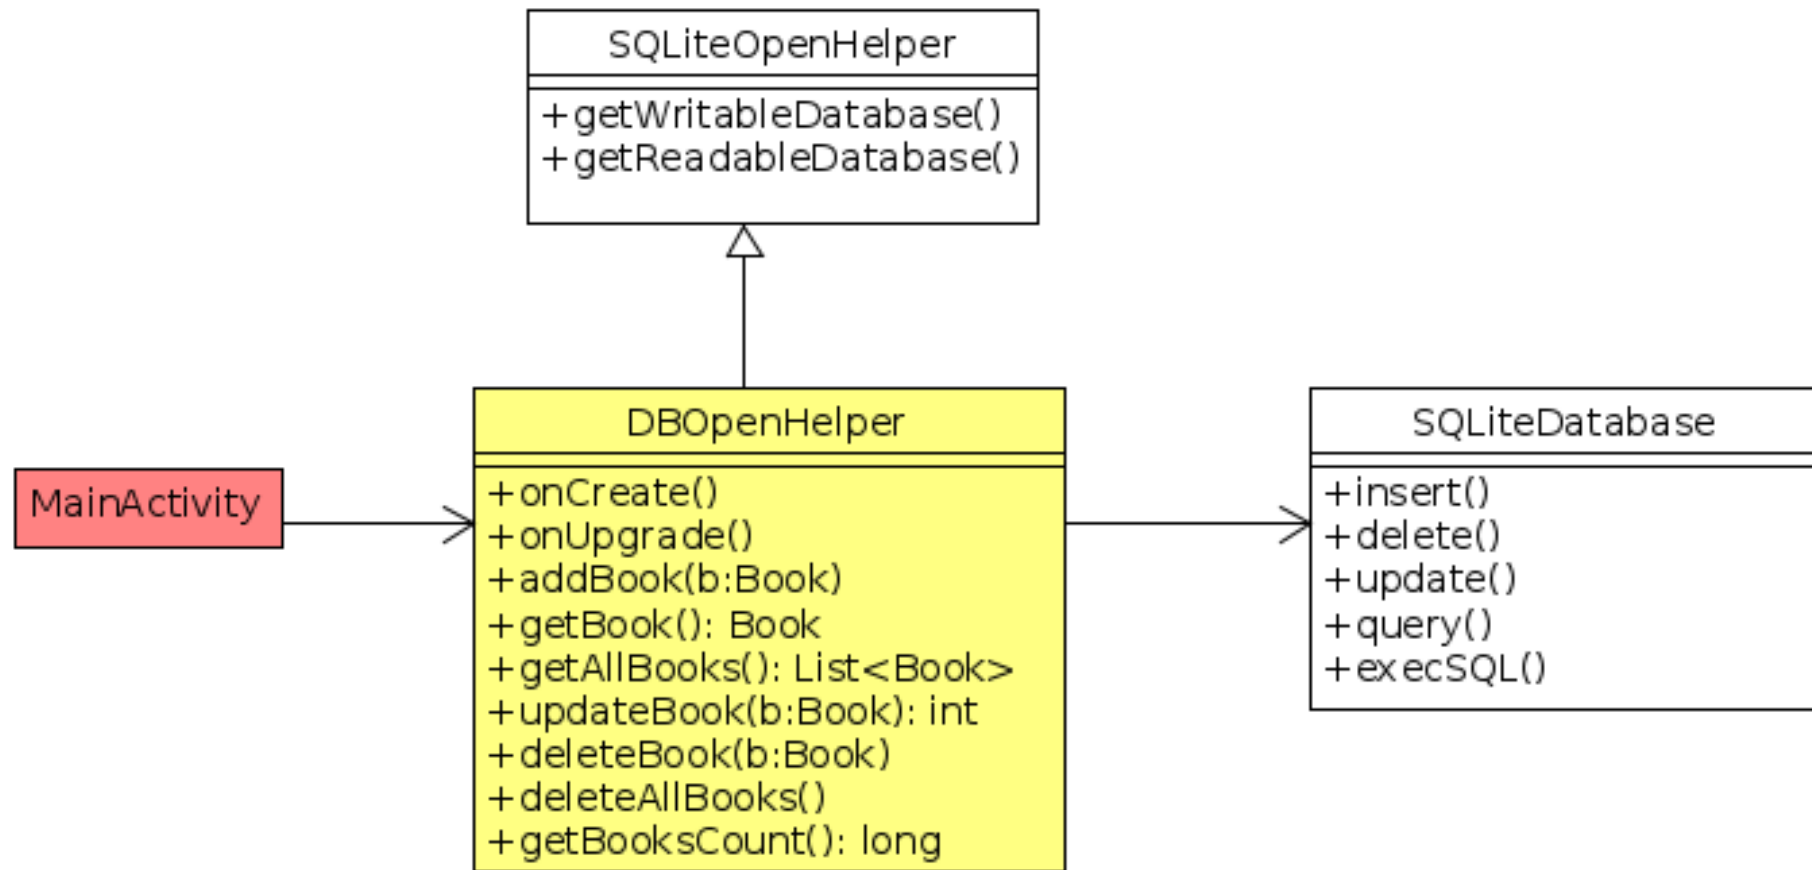 SQLiteOpenHelper
+getWritableDatabase()
+getReadableDatabase()
MainActivity
DBOpenHelper
+onCreate()
+onUpgrade()
+addBook(b:Book)
+getBook(): Book
+getAllBooks(): List<Book>
+updateBook(b:Book): int
+deleteBook(b:Book)
+deleteAllBooks()
+getBooksCount(): long
SQLiteDatabase
+insert()
+delete()
+update()
+query()
+execSQL()